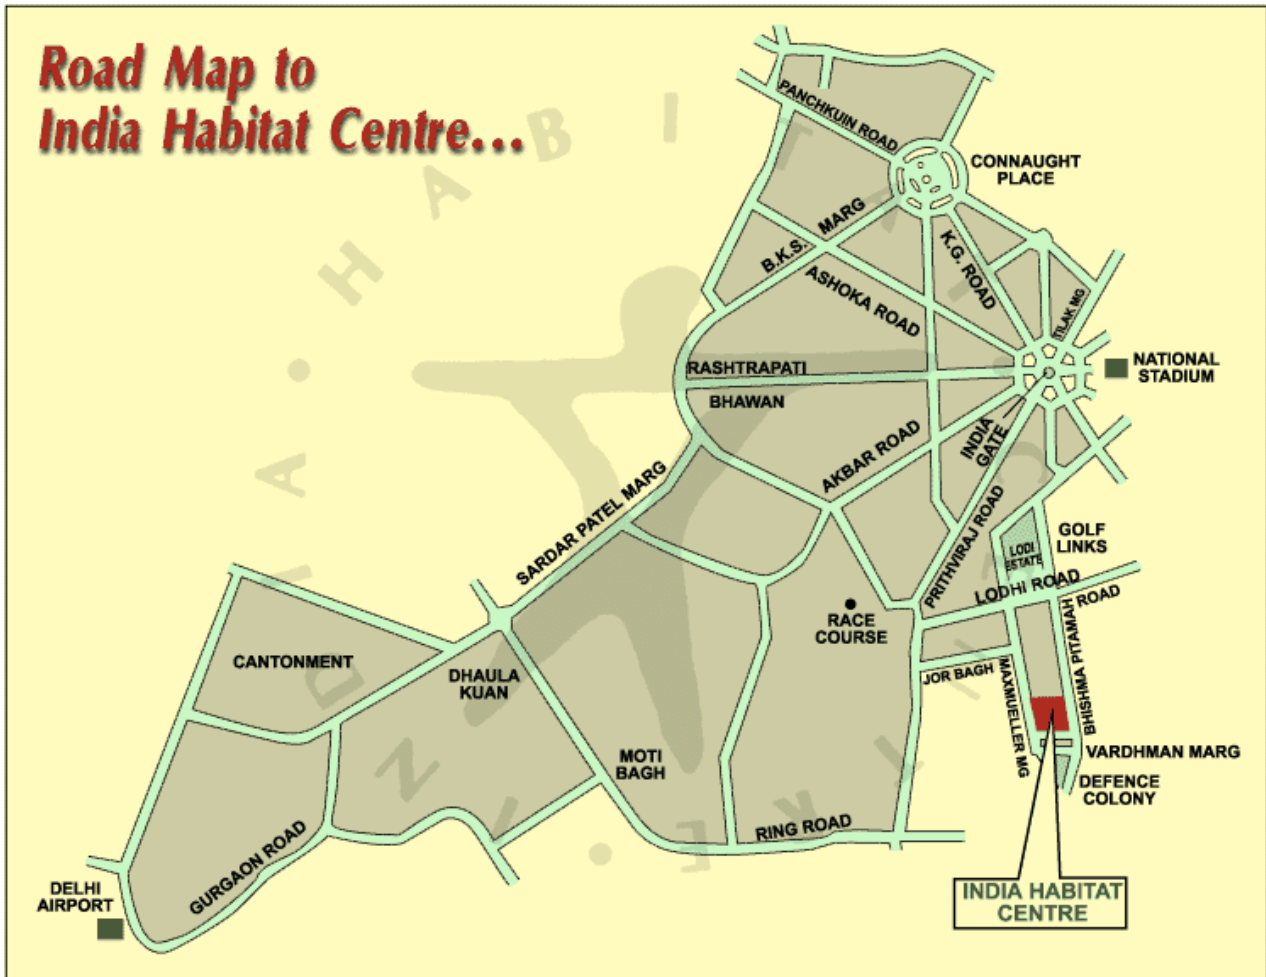 Road Map to
India Habitat Centre...
PANCHKUIN ROAD
CONNAUGHT
PLACE
B.K.S. MARG
K.G. ROAD
ASHOKA ROAD
TILAK MG
NATIONAL
STADIUM
RASHTRAPATI
BHAWAN
INDIA
GATE
AKBAR ROAD
SARDAR PATEL MARG
PRITHVIRAJ ROAD
GOLF
LINKS
LODI
ESTATE
LODHI ROAD
ROAD
RACE
COURSE
CANTONMENT
DHAULA
KUAN
JOR BAGH
MAXMUELLER MG
BHISHMA PITAMAH
MOTI
BAGH
VARDHMAN MARG
DEFENCE
COLONY
RING ROAD
GURGAON ROAD
DELHI
AIRPORT
INDIA HABITAT
CENTRE
INDIA • HABITAT CENTRE •